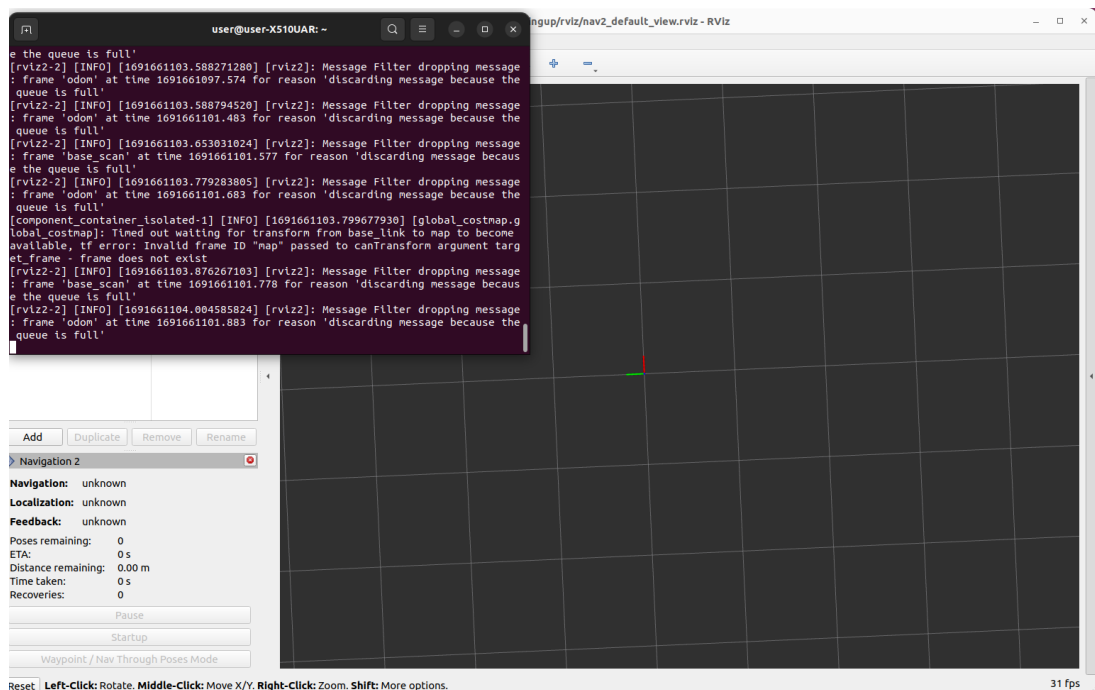 user@user-X510UAR: ~
ngup/rviz/nav2_default_view.rviz - RViz
e the queue is full'
[rviz2-2] [INFO] [1691661103.588271280] [rviz2]: Message Filter dropping message
: frame 'odom' at time 1691661097.574 for reason 'discarding message because the
 queue is full'
[rviz2-2] [INFO] [1691661103.588794520] [rviz2]: Message Filter dropping message
: frame 'odom' at time 1691661101.483 for reason 'discarding message because the
 queue is full'
[rviz2-2] [INFO] [1691661103.653031024] [rviz2]: Message Filter dropping message
: frame 'base_scan' at time 1691661101.577 for reason 'discarding message becaus
e the queue is full'
[rviz2-2] [INFO] [1691661103.779283805] [rviz2]: Message Filter dropping message
: frame 'odom' at time 1691661101.683 for reason 'discarding message because the
 queue is full'
[component_container_isolated-1] [INFO] [1691661103.799677930] [global_costmap.g
lobal_costmap]: Timed out waiting for transform from base_link to map to become
available, tf error: Invalid frame ID "map" passed to canTransform argument targ
et_frame - frame does not exist
[rviz2-2] [INFO] [1691661103.876267103] [rviz2]: Message Filter dropping message
: frame 'base_scan' at time 1691661101.778 for reason 'discarding message becaus
e the queue is full'
[rviz2-2] [INFO] [1691661104.004585824] [rviz2]: Message Filter dropping message
: frame 'odom' at time 1691661101.883 for reason 'discarding message because the
 queue is full'
Add Duplicate Remove Rename
Navigation 2
Navigation: unknown
Localization: unknown
Feedback: unknown
Poses remaining: 0
ETA: 0 s
Distance remaining: 0.00 m
Time taken: 0 s
Recoveries: 0
Pause
Startup
Waypoint / Nav Through Poses Mode
Reset Left-Click: Rotate. Middle-Click: Move X/Y. Right-Click: Zoom. Shift: More options. 31 fps